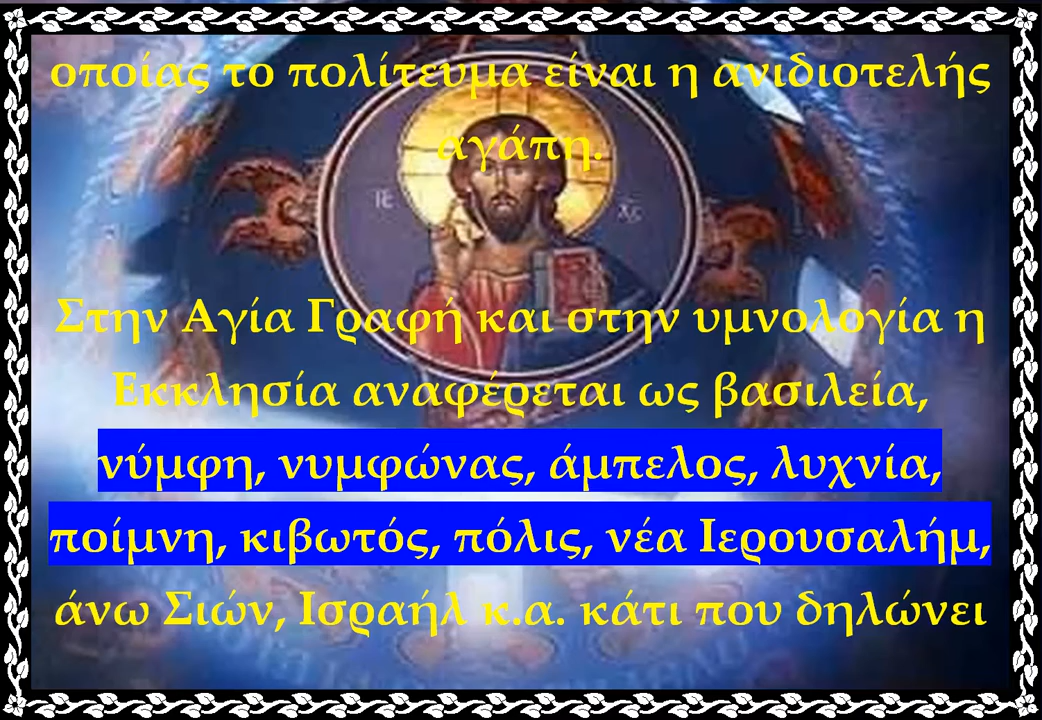 οποίας το πολίτευμα είναι η ανιδιοτελής
αγάπη.
Στην Αγία Γραφή και στην υμνολογία η
Εκκλησία αναφέρεται ως βασιλεία,
νύμφη, νυμφώνας, άμπελος, λυχνία,
ποίμνη, κιβωτός, πόλις, νέα Ιερουσαλήμ,
άνω Σιών, Ισραήλ κ.α. κάτι που δηλώνει